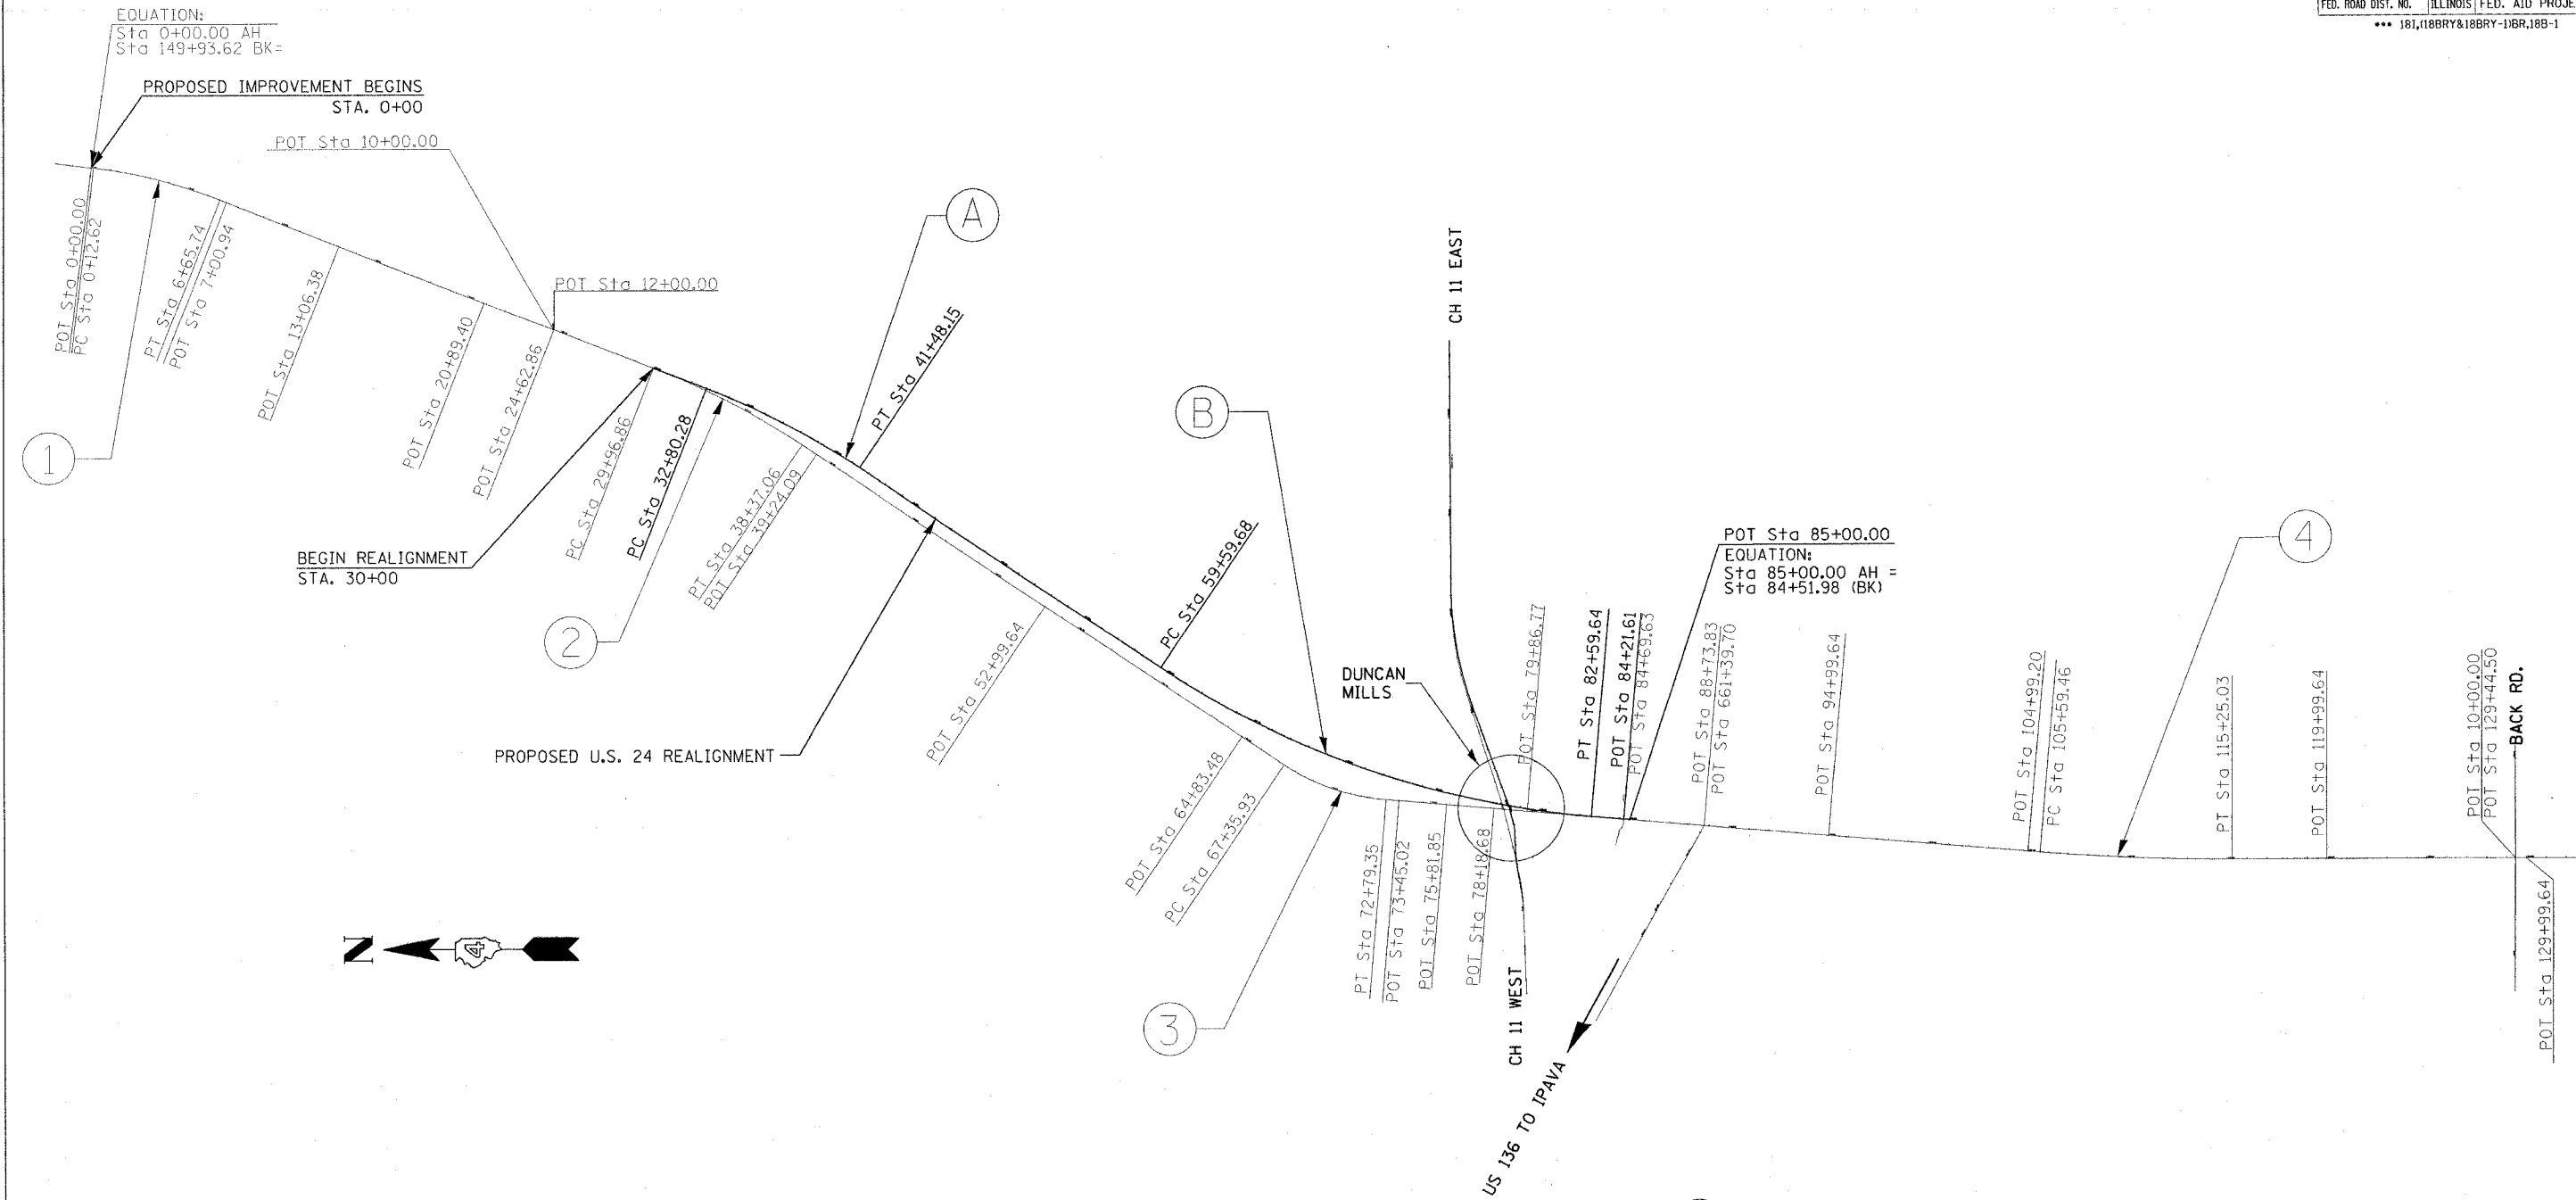 FED. ROAD DIST. NO. ILLINOIS FED. AID PROJE
*** 181,(18BRY&18BRY-1)BR,18B-1
EQUATION:
Sta 0+00.00 AH
Sta 149+93.62 BK=
PROPOSED IMPROVEMENT BEGINS
STA. 0+00
POT Sta 10+00.00
POT Sta 0+00.00
PC Sta 0+12.62
PT Sta 6+65.74
POT Sta 7+00.94
POT Sta 13+06.38
POT Sta 20+89.40
POT Sta 24+62.86
POT Sta 12+00.00
A
PT Sta 41+48.15
1
BEGIN REALIGNMENT
STA. 30+00
PC Sta 29+96.86
PC Sta 32+80.28
2
PT Sta 38+37.06
POT Sta 39+24.09
PROPOSED U.S. 24 REALIGNMENT
POT Sta 52+99.64
PC Sta 59+59.68
B
CH 11 EAST
DUNCAN
MILLS
POT Sta 64+83.48
PC Sta 67+35.93
3
PT Sta 72+79.35
POT Sta 73+45.02
POT Sta 75+81.85
POT Sta 78+18.68
CH 11 WEST
POT Sta 79+86.77
PT Sta 82+59.64
POT Sta 84+21.61
POT Sta 84+69.63
POT Sta 85+00.00
EQUATION:
Sta 85+00.00 AH =
Sta 84+51.98 (BK)
POT Sta 88+73.83
POT Sta 661+39.70
POT Sta 94+99.64
US 136 TO IPAVA
4
POT Sta 104+99.20
PC Sta 105+59.46
PT Sta 115+25.03
POT Sta 119+99.64
POT Sta 10+00.00
POT Sta 129+44.50
BACK RD.
POT Sta 129+99.64
N
4